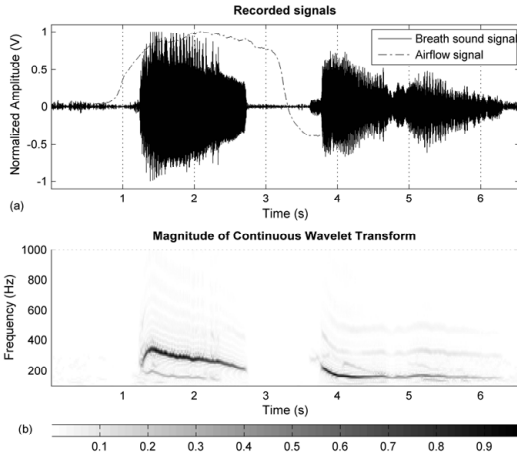 Recorded signals
Normalized Amplitude (V)
1
0.5
0
-0.5
-1
Breath sound signal
Airflow signal
1 2 3 4 5 6
Time (s)
(a)
Magnitude of Continuous Wavelet Transform
Frequency (Hz)
1000
800
600
400
200
1 2 3 4 5 6
Time (s)
(b)
0.1 0.2 0.3 0.4 0.5 0.6 0.7 0.8 0.9